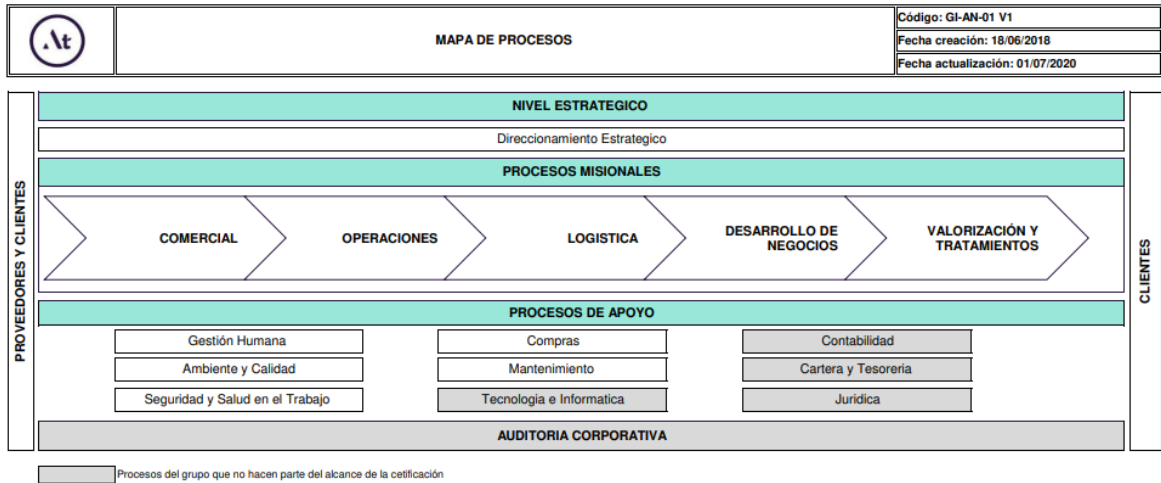 At
MAPA DE PROCESOS
Código: GI-AN-01 V1
Fecha creación: 18/06/2018
Fecha actualización: 01/07/2020
PROVEEDORES Y CLIENTES
NIVEL ESTRATEGICO
Direccionamiento Estrategico
PROCESOS MISIONALES
COMERCIAL
OPERACIONES
LOGISTICA
DESARROLLO DE
NEGOCIOS
VALORIZACIÓN Y
TRATAMIENTOS
CLIENTES
PROCESOS DE APOYO
Gestión Humana
Compras
Contabilidad
Ambiente y Calidad
Mantenimiento
Cartera y Tesoreria
Seguridad y Salud en el Trabajo
Tecnologia e Informatica
Juridica
AUDITORIA CORPORATIVA
Procesos del grupo que no hacen parte del alcance de la cetificación